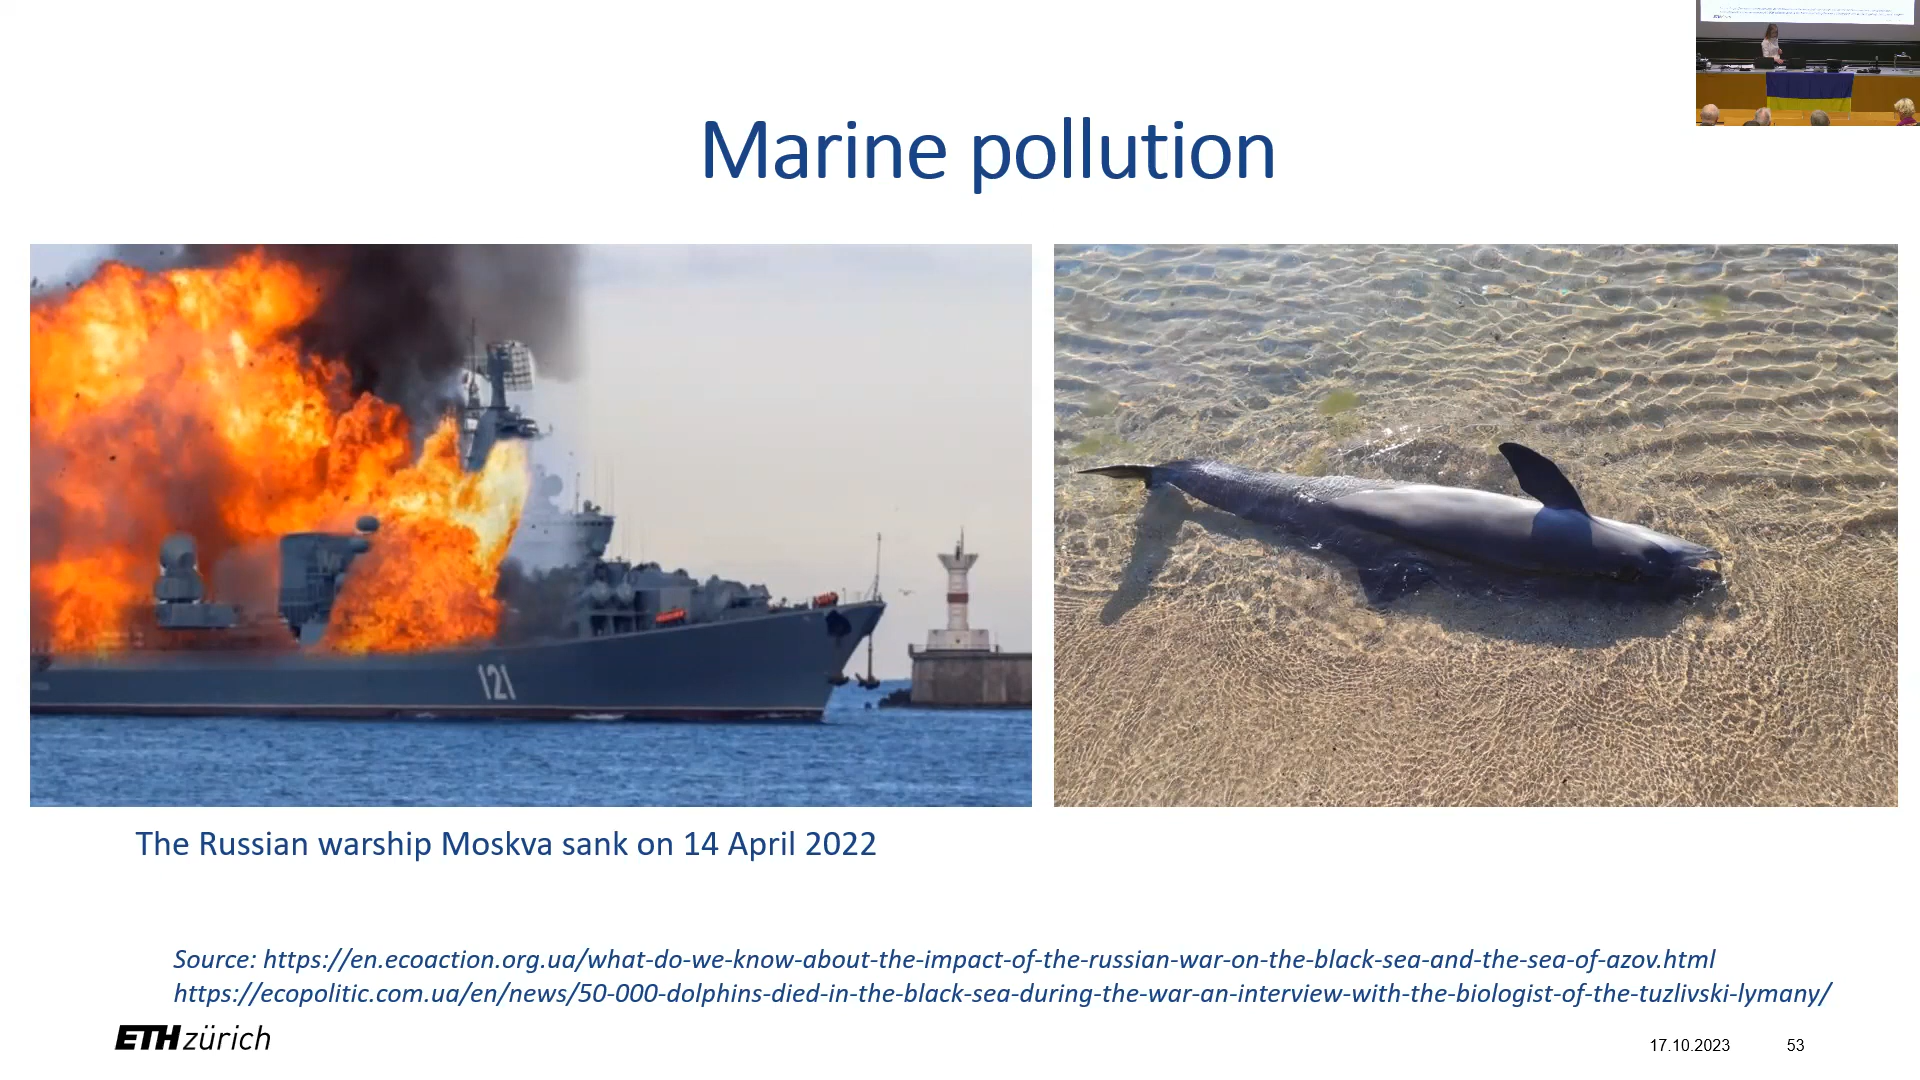 Marine pollution
121
The Russian warship Moskva sank on 14 April 2022
Source: https://en.ecoaction.org.ua/what-do-we-know-about-the-impact-of-the-russian-war-on-the-black-sea-and-the-sea-of-azov.html
https://ecopolitic.com.ua/en/news/50-000-dolphins-died-in-the-black-sea-during-the-war-an-interview-with-the-biologist-of-the-tuzlivski-lymany/
ETH zürich
17.10.2023
53